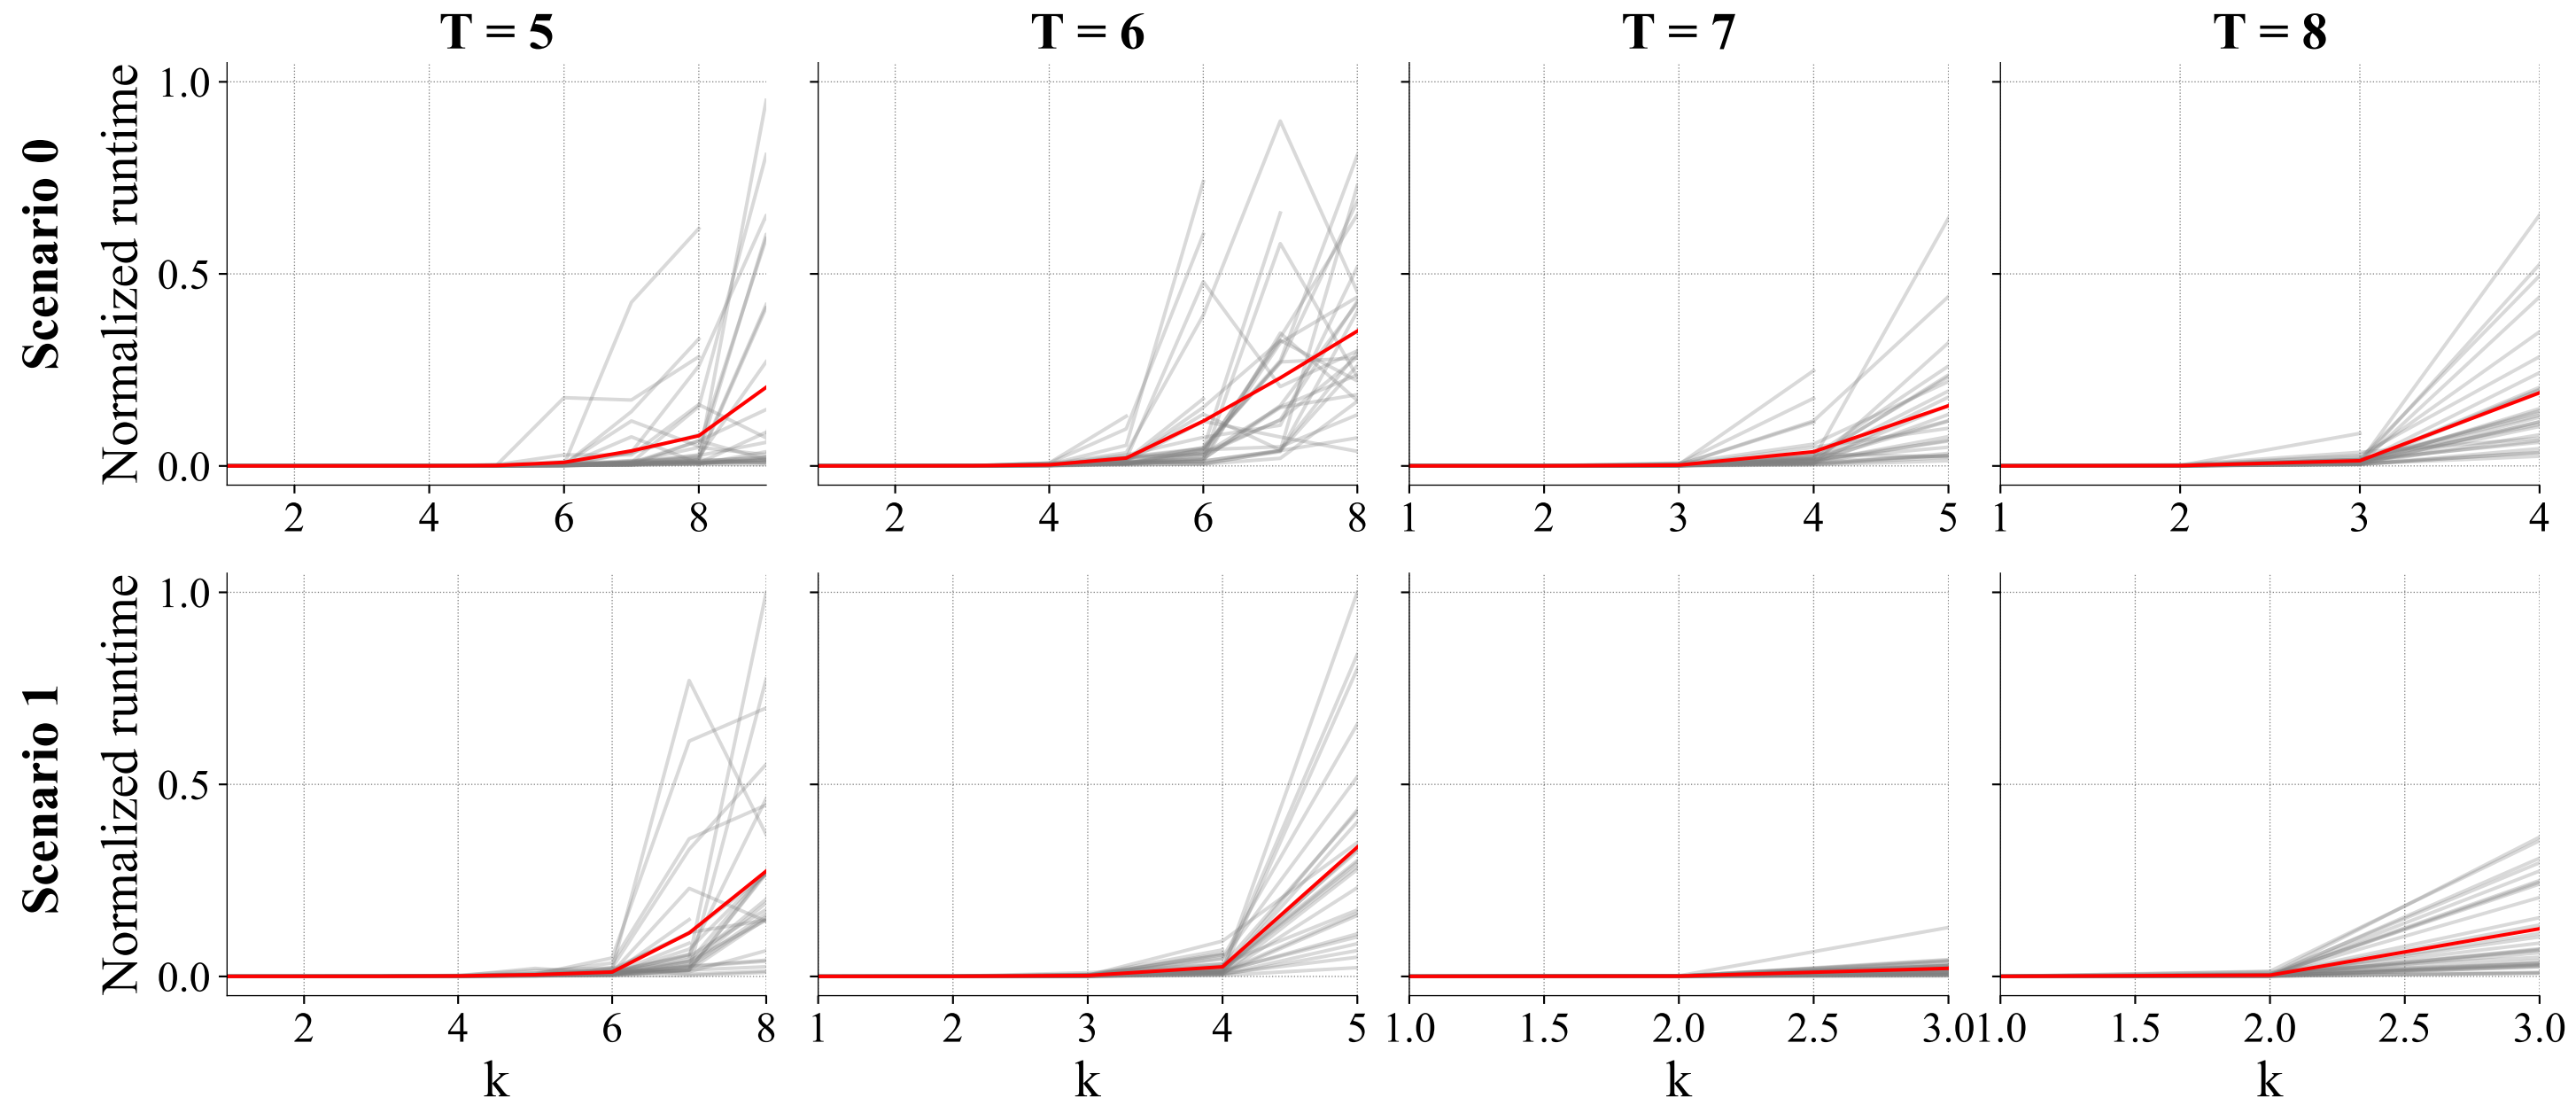 T = 5 T = 6 T = 7 T = 8
Scenario 0
Normalized runtime
1.0
0.5
0.0
2 4 6 8 2 4 6 8 1 2 3 4 5 1 2 3 4
Scenario 1
Normalized runtime
1.0
0.5
0.0
2 4 6 8 1 2 3 4 5 1.0 1.5 2.0 2.5 3.0 1.0 1.5 2.0 2.5 3.0
k k k k